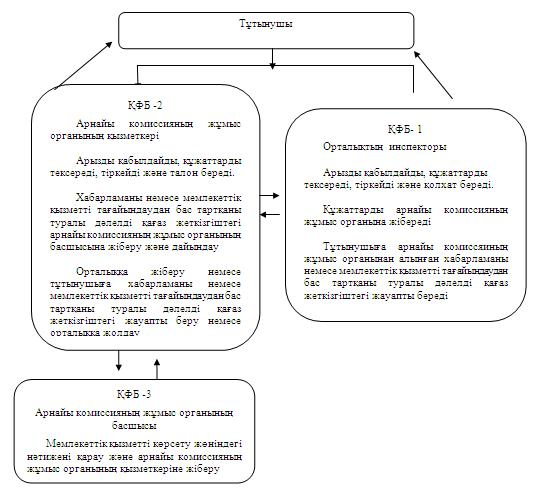 Тұтынушы
ҚФБ -2
Арнайы комиссияның жұмыс
органының қызметкері
Арызды қабылдайды, құжаттарды
тексереді, тіркейді және талон береді.
Хабарламаны немесе мемлекеттік
қызметті тағайындаудан бас тартқаны
туралы дәлелді қағаз жеткізгіштегі
арнайы комиссияның жұмыс органының
басшысына жіберу және дайындау
Орталыққа жіберу немесе
тұтынушыға хабарламаны немесе
мемлекеттік қызметті тағайындаудан бас
тартқаны туралы дәлелді қағаз
жеткізгіштегі жауапты беру немесе
орталыққа жолдау
ҚФБ- 1
Орталықтың инспекторы
Арызды қабылдайды, құжаттарды
тексереді, тіркейді және қолхат береді.
Құжаттарды арнайы комиссияның
жұмыс органына жібереді
Тұтынушыға арнайы комиссяиның
жұмыс органынан алынған хабарламаны
немесе мемлекеттік қызметті тағайындаудан
бас тартқаны туралы дәлелді қағаз
жеткізгіштегі жауапты береді
ҚФБ -3
Арнайы комиссияның жұмыс органының
басшысы
Мемлекеттік қызметті көрсету жөніндегі
нәтижені қарау және арнайы комиссияның
жұмыс органының қызметкеріне жіберу